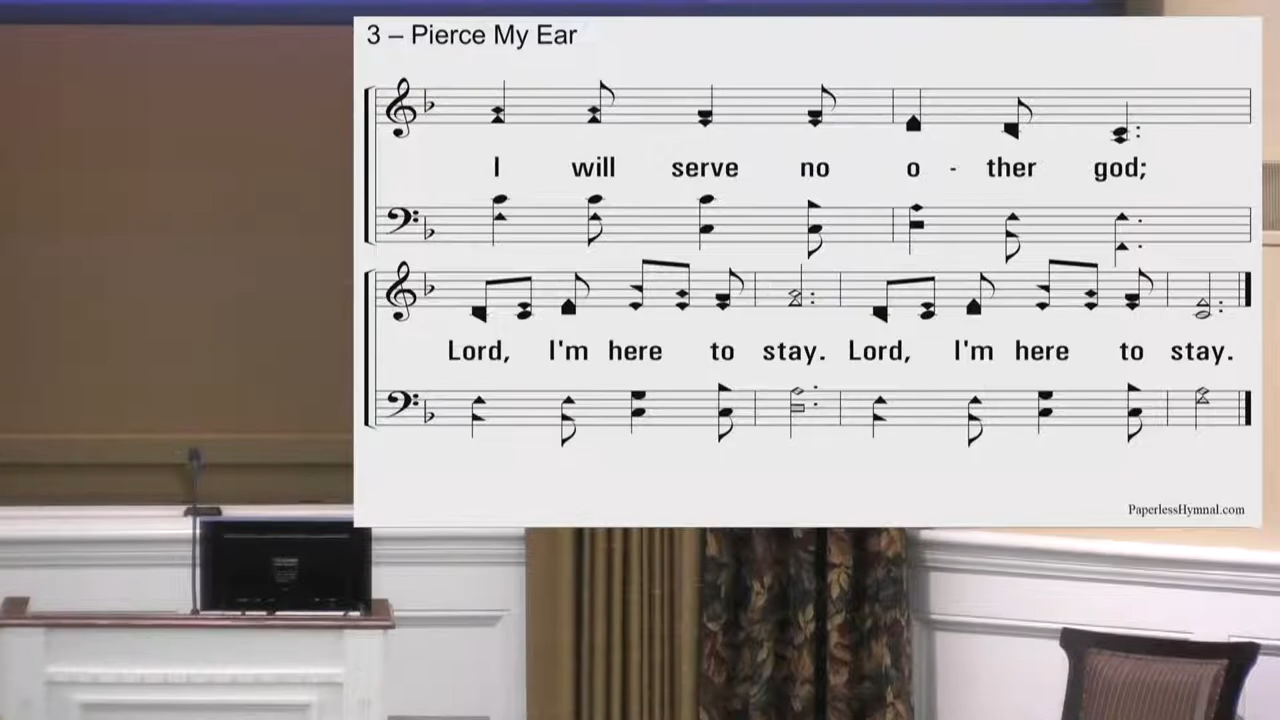 3 – Pierce My Ear
I will serve no o - ther god;
Lord, I'm here to stay. Lord, I'm here to stay.
PaperlessHymnal.com